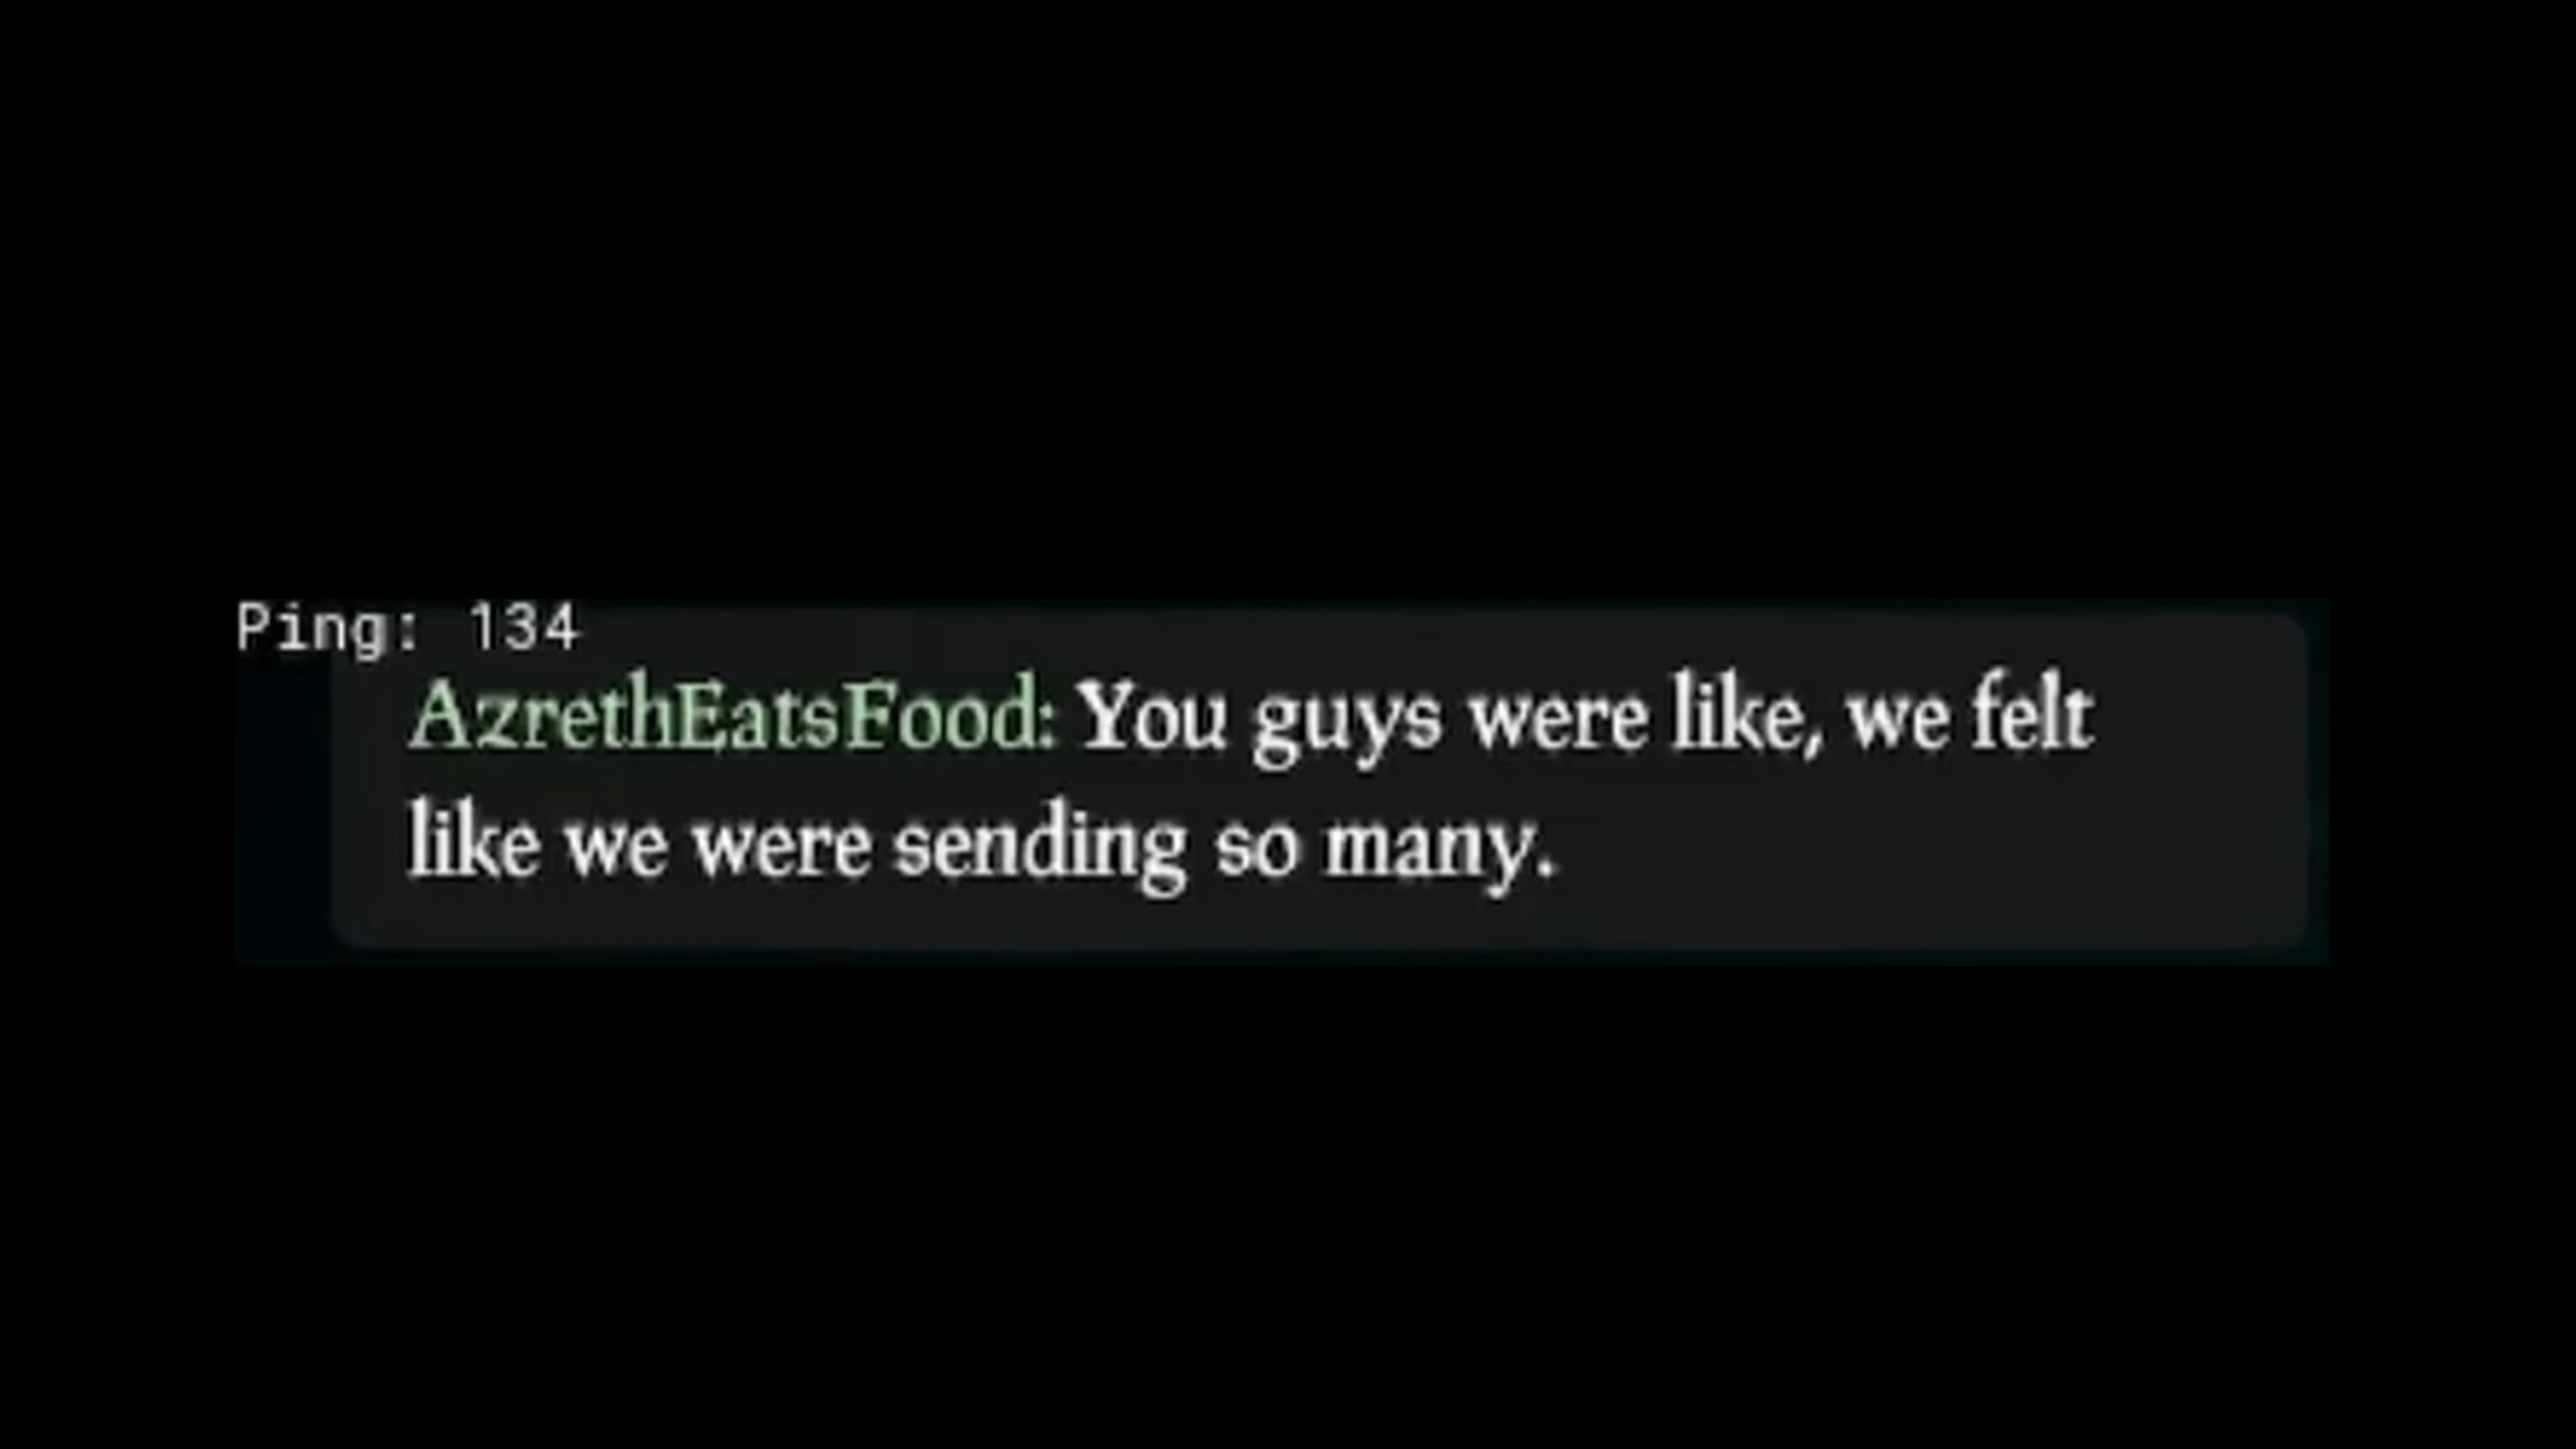 Ping: 134
AzrethEatsFood: You guys were like, we felt
like we were sending so many.